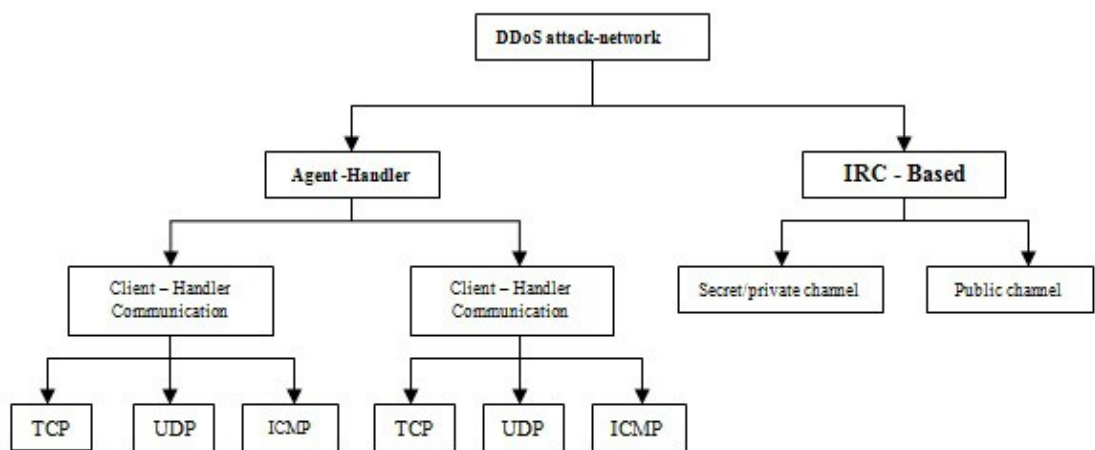 DDoS attack-network
Agent -Handler
IRC - Based
Client – Handler
Communication
Client – Handler
Communication
Secret/private channel
Public channel
TCP
UDP
ICMP
TCP
UDP
ICMP